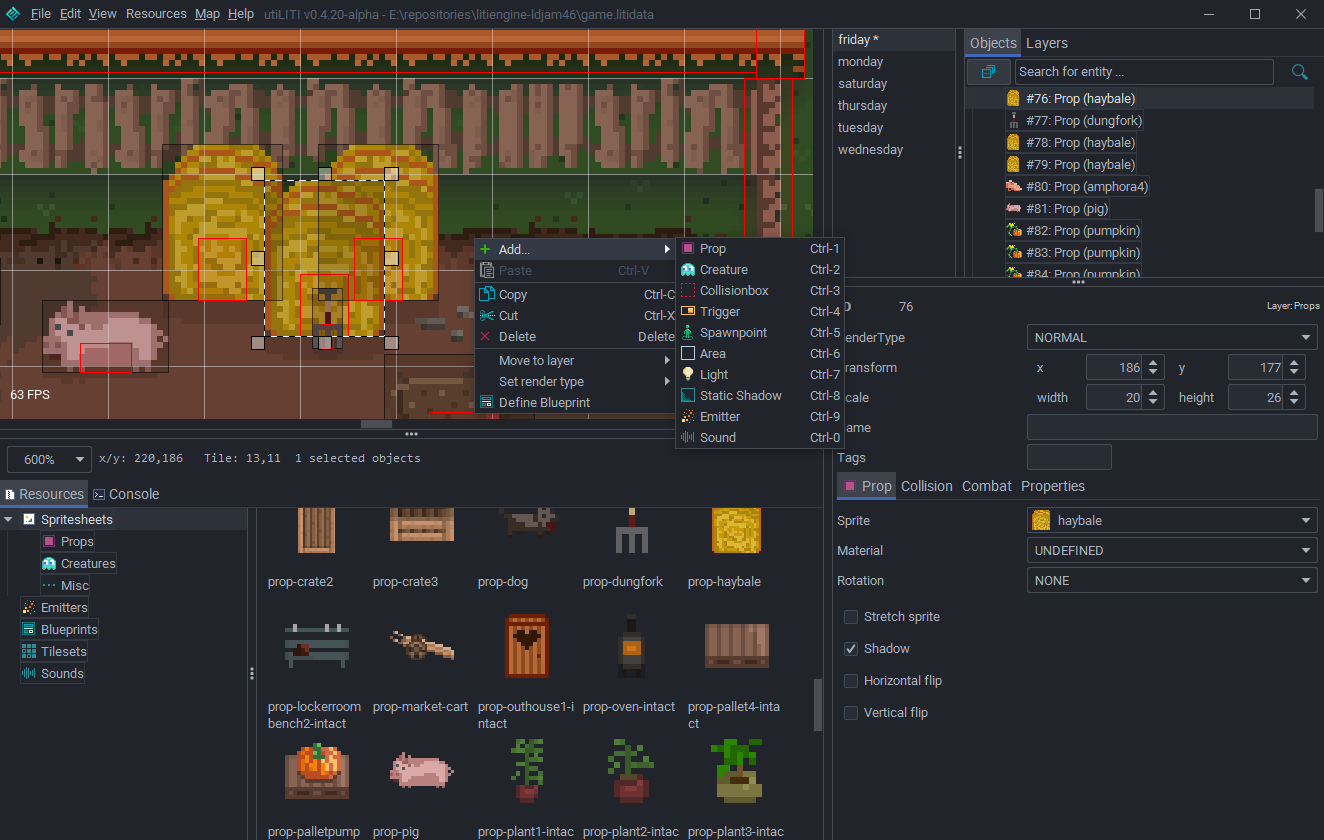 File Edit View Resources Map Help utiLITI v0.4.20-alpha - E:\repositories\litiengine-ldjam46\game.litidata
friday *
monday
saturday
thursday
tuesday
wednesday
Objects Layers
Search for entity ...
#76: Prop (haybale)
#77: Prop (dungfork)
#78: Prop (haybale)
#79: Prop (haybale)
#80: Prop (amphora4)
#81: Prop (pig)
#82: Prop (pumpkin)
#83: Prop (pumpkin)
#84: Prop (pumpkin)
Add...
Paste Ctrl-V
Copy Ctrl-C
Cut Ctrl-X
Delete Delete
Move to layer
Set render type
Define Blueprint
Prop Ctrl-1
Creature Ctrl-2
Collisionbox Ctrl-3
Trigger Ctrl-4
Spawnpoint Ctrl-5
Area Ctrl-6
Light Ctrl-7
Static Shadow Ctrl-8
Emitter Ctrl-9
Sound Ctrl-0
63 FPS
D 76 Layer: Props
enderType NORMAL
ransform x 186 y 177
cale width 20 height 26
ame
Tags
Prop Collision Combat Properties
Sprite haybale
Material UNDEFINED
Rotation NONE
Stretch sprite
Shadow
Horizontal flip
Vertical flip
600% x/y: 220,186 Tile: 13,11 1 selected objects
Resources Console
Spritesheets
Props
Creatures
Misc
Emitters
Blueprints
Tilesets
Sounds
prop-crate2 prop-crate3 prop-dog prop-dungfork prop-haybale
prop-lockerroom prop-market-cart prop-outhouse1-i prop-oven-intact prop-pallet4-inta
bench2-intact ntact ct
prop-palletpump prop-pig prop-plant1-intac prop-plant2-intac prop-plant3-intac